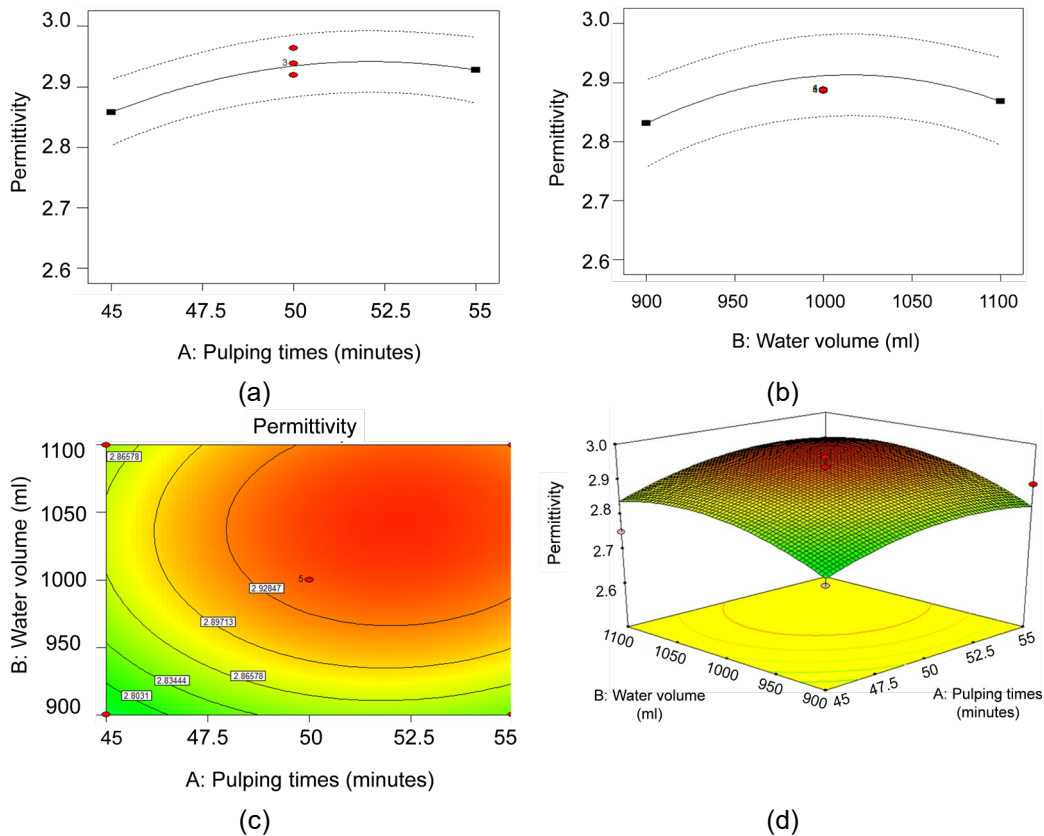 3.0
2.9
2.8
2.7
2.6
Permittivity
3
45 47.5 50 52.5 55
A: Pulping times (minutes)
(a)
3.0
2.9
2.8
2.7
2.6
Permittivity
900 950 1000 1050 1100
B: Water volume (ml)
(b)
Permittivity
1100
1050
1000
950
900
B: Water volume (ml)
2.86578
5
2.92847
2.89713
2.86578
2.83444
2.8031
45 47.5 50 52.5 55
A: Pulping times (minutes)
(c)
3.0
2.9
2.8
2.7
2.6
Permittivity
1100
1050
1000
950
900
B: Water volume
(ml)
45
47.5
50
52.5
55
A: Pulping times
(minutes)
(d)